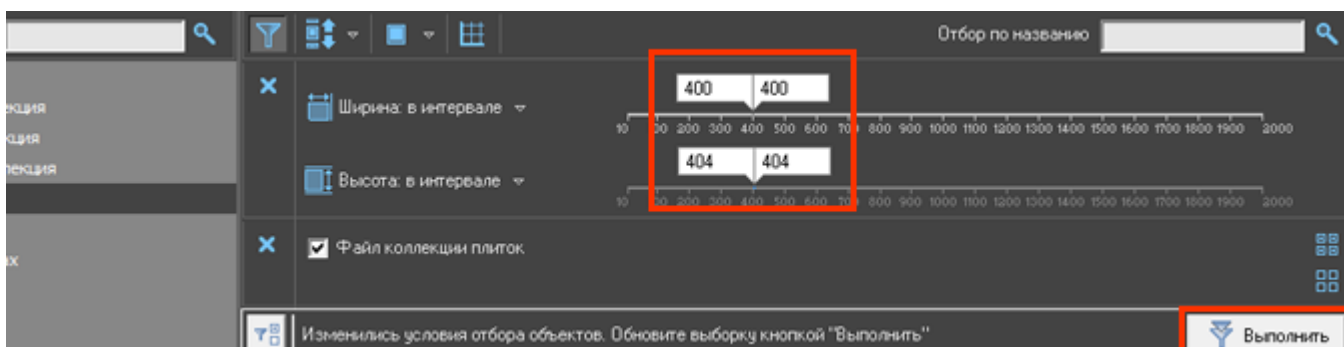 Отбор по названию
400 400
Ширина: в интервале
10 200 300 400 500 600 700 800 900 1000 1100 1200 1300 1400 1500 1600 1700 1800 1900 2000
404 404
Высота: в интервале
10 200 300 400 500 600 700 800 900 1000 1100 1200 1300 1400 1500 1600 1700 1800 1900 2000
Файл коллекции плиток
Изменились условия отбора объектов. Обновите выборку кнопкой "Выполнить"
Выполнить